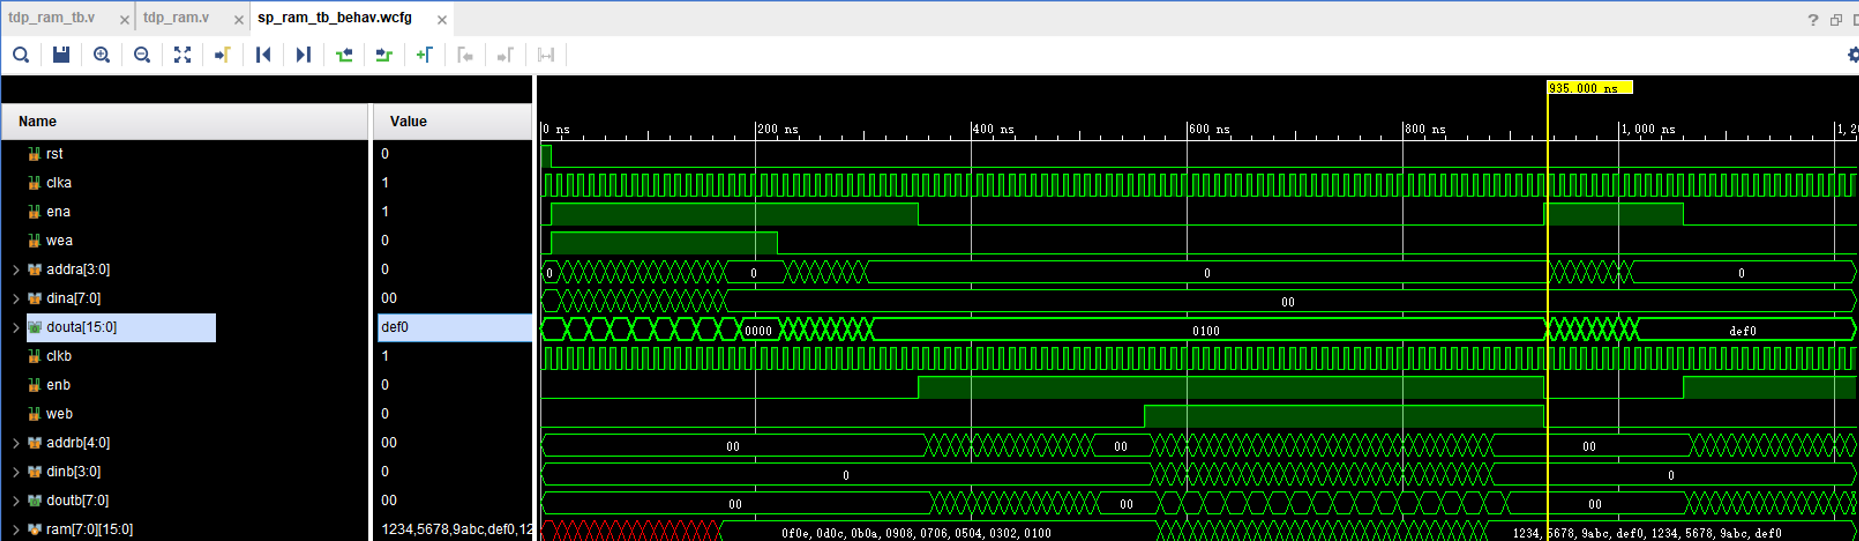 tdp_ram_tb.v × tdp_ram.v × sp_ram_tb_behav.wcfg ×
?
935.000 ns
Name Value
0 ns 200 ns 400 ns 600 ns 800 ns 1,000 ns 1,2
rst 0
clka 1
ena 1
wea 0
addra[3:0] 0 0 0 0 0
dina[7:0] 00 00
douta[15:0] def0 0000 0100 def0
clkb 1
enb 0
web 0
addrb[4:0] 00 00 00 00
dinb[3:0] 0 0 0
doutb[7:0] 00 00 00 00
ram[7:0][15:0] 1234,5678,9abc,def0,12 0f0e, 0d0c, 0b0a, 0908, 0706, 0504, 0302, 0100 1234, 5678, 9abc, def0, 1234, 5678, 9abc, def0